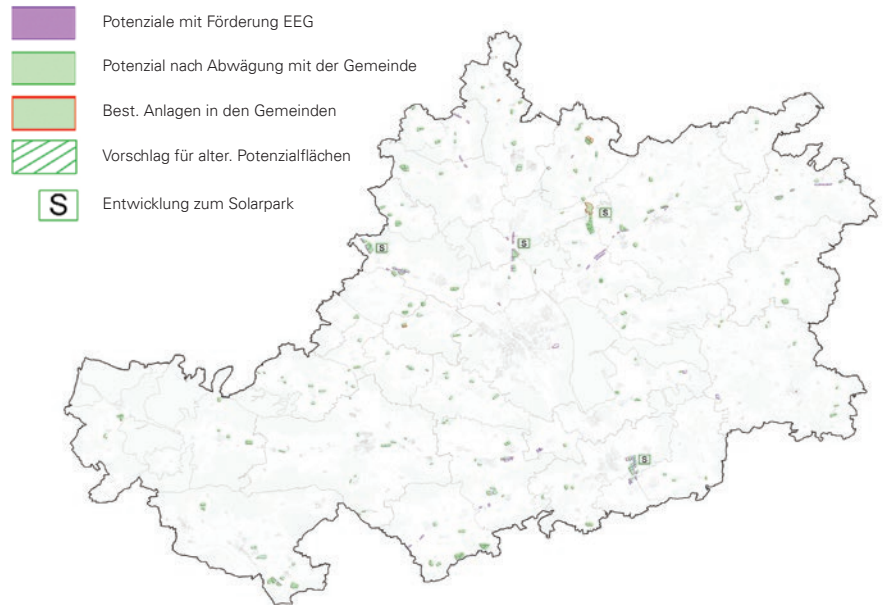 Potenziale mit Förderung EEG
Potenzial nach Abwägung mit der Gemeinde
Best. Anlagen in den Gemeinden
Vorschlag für alter. Potenzialflächen
S Entwicklung zum Solarpark
S
S
S
S